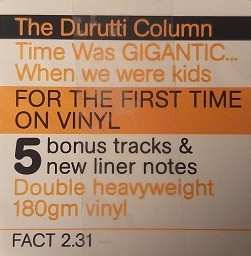 The Durutti Column
Time Was GIGANTIC...
When we were kids
FOR THE FIRST TIME
ON VINYL
5 bonus tracks &
new liner notes
Double heavyweight
180gm vinyl
FACT 2.31